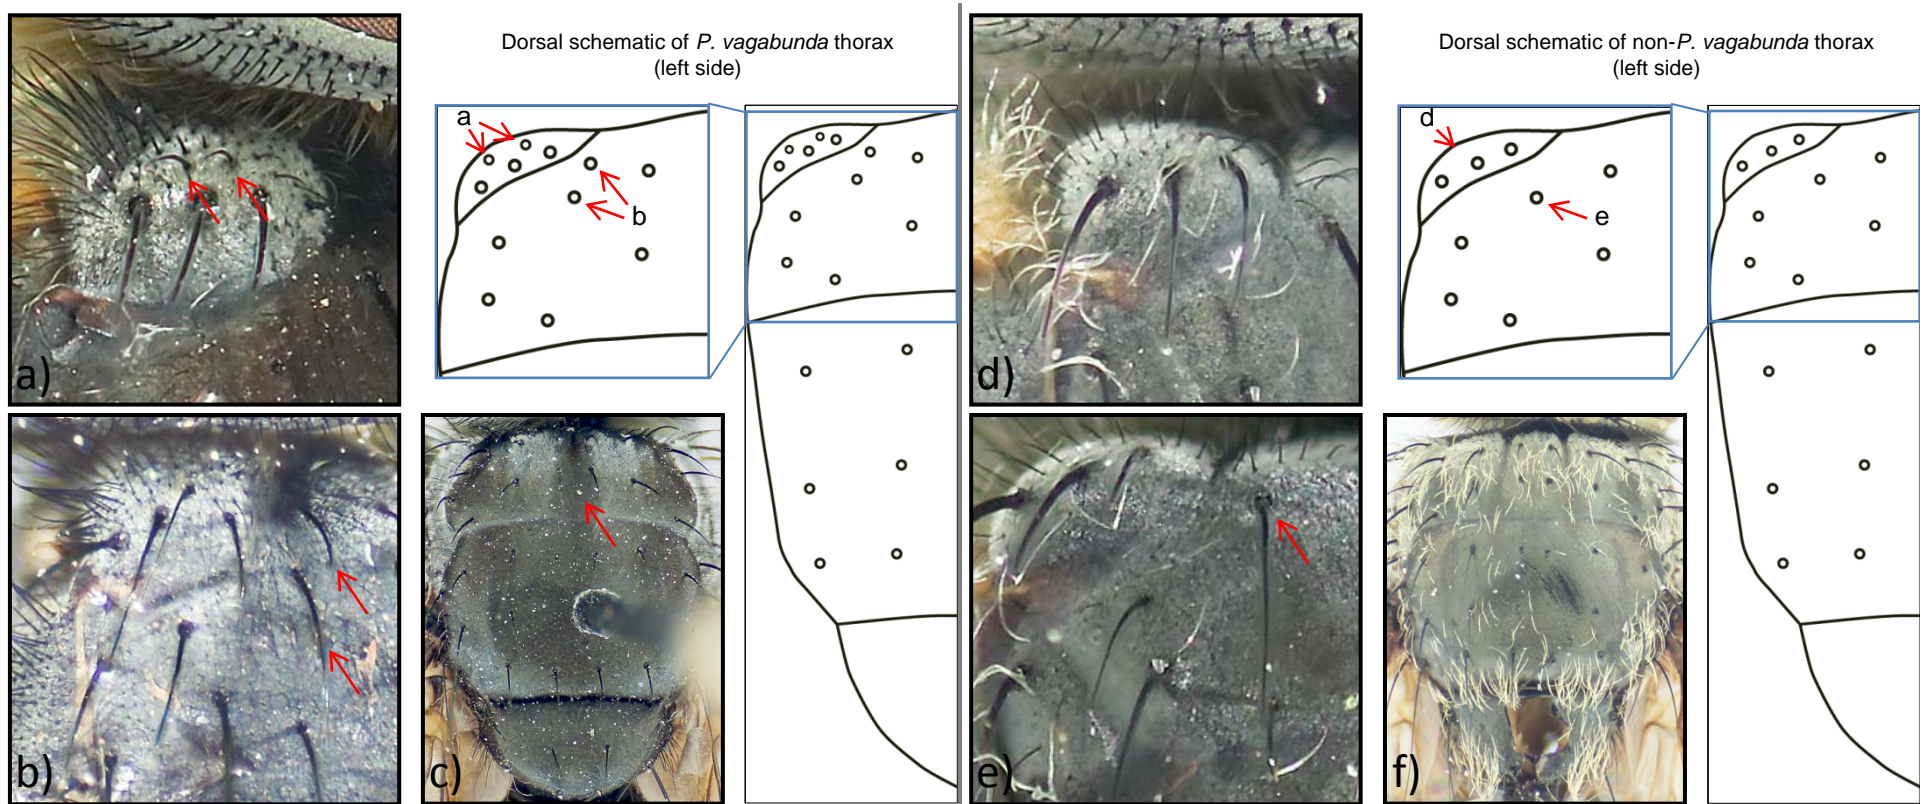 Dorsal schematic of P. vagabunda thorax
(left side)
a
b
a)
b)
c)
Dorsal schematic of non-P. vagabunda thorax
(left side)
d
e
d)
e)
f)